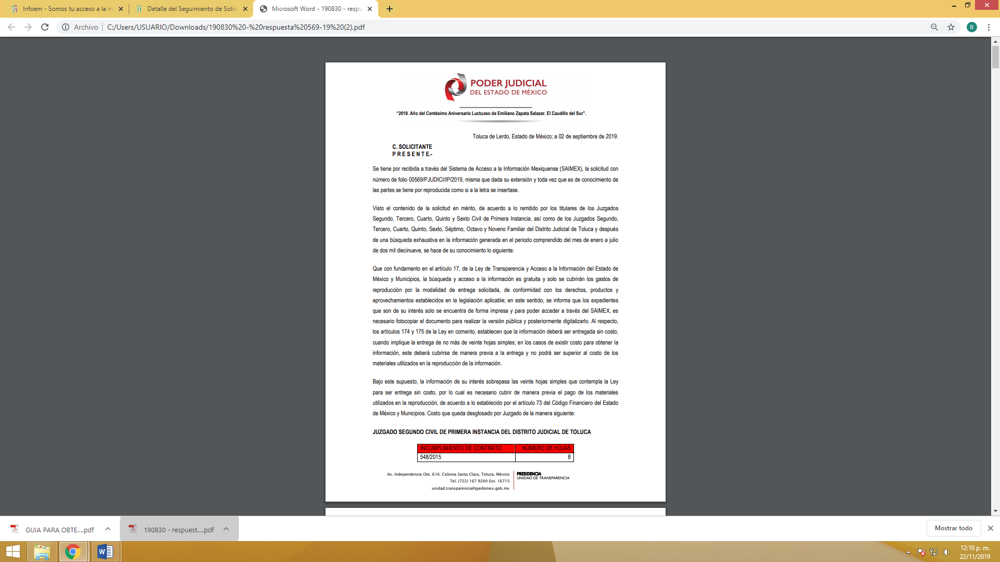 Infoem - Somos tu acceso a la in
Detalle del Seguimiento de Solic
Microsoft Word - 190830 - respu
Archivo
C:/Users/USUARIO/Downloads/190830%20-%20respuesta%20569-19%20(2).pdf
B
PODER JUDICIAL
DEL ESTADO DE MÉXICO
“2019. Año del Centésimo Aniversario Luctuoso de Emiliano Zapata Salazar. El Caudillo del Sur”.
Toluca de Lerdo, Estado de México; a 02 de septiembre de 2019.
C. SOLICITANTE
P R E S E N T E.-
Se tiene por recibida a través del Sistema de Acceso a la Información Mexiquense (SAIMEX), la solicitud con
número de folio 00569/PJUDICI/IP/2019, misma que dada su extensión y toda vez que es de conocimiento de
las partes se tiene por reproducida como si a la letra se insertase.
Visto el contenido de la solicitud en mérito, de acuerdo a lo remitido por los titulares de los Juzgados
Segundo, Tercero, Cuarto, Quinto y Sexto Civil de Primera Instancia, así como de los Juzgados Segundo,
Tercero, Cuarto, Quinto, Sexto, Séptimo, Octavo y Noveno Familiar del Distrito Judicial de Toluca y después
de una búsqueda exhaustiva en la información generada en el periodo comprendido del mes de enero a julio
de dos mil diecinueve, se hace de su conocimiento lo siguiente:
Que con fundamento en el artículo 17, de la Ley de Transparencia y Acceso a la Información del Estado de
México y Municipios, la búsqueda y acceso a la información es gratuita y solo se cubrirán los gastos de
reproducción por la modalidad de entrega solicitada, de conformidad con los derechos, productos y
aprovechamientos establecidos en la legislación aplicable; en este sentido, se informa que los expedientes
que son de su interés solo se encuentra de forma impresa y para poder acceder a través del SAIMEX, es
necesario fotocopiar el documento para realizar la versión pública y posteriormente digitalizarlo. Al respecto,
los artículos 174 y 175 de la Ley en comento, establecen que la información deberá ser entregada sin costo,
cuando implique la entrega de no más de veinte hojas simples; en los casos de existir costo para obtener la
información, este deberá cubrirse de manera previa a la entrega y no podrá ser superior al costo de los
materiales utilizados en la reproducción de la información.
Bajo este supuesto, la información de su interés sobrepasa las veinte hojas simples que contempla la Ley
para ser entrega sin costo, por lo cual es necesario cubrir de manera previa el pago de los materiales
utilizados en la reproducción, de acuerdo a lo establecido por el artículo 73 del Código Financiero del Estado
de México y Municipios. Costo que queda desglosado por Juzgado de la manera siguiente:
JUZGADO SEGUNDO CIVIL DE PRIMERA INSTANCIA DEL DISTRITO JUDICIAL DE TOLUCA
INCUMPLIMIENTO DE CONTRATO NÚMERO DE HOJAS
548/2015 8
Av. Independencia Ote. 616. Colonia Santa Clara, Toluca, México
Tel. (722) 167 9200 Ext. 16715
unidad.transparencia@pjedomex.gob.mx
PRESIDENCIA
UNIDAD DE TRANSPARENCIA
GUIA PARA OBTE....pdf
190830 - respuest....pdf
Mostrar todo
12:10 p. m.
22/11/2019